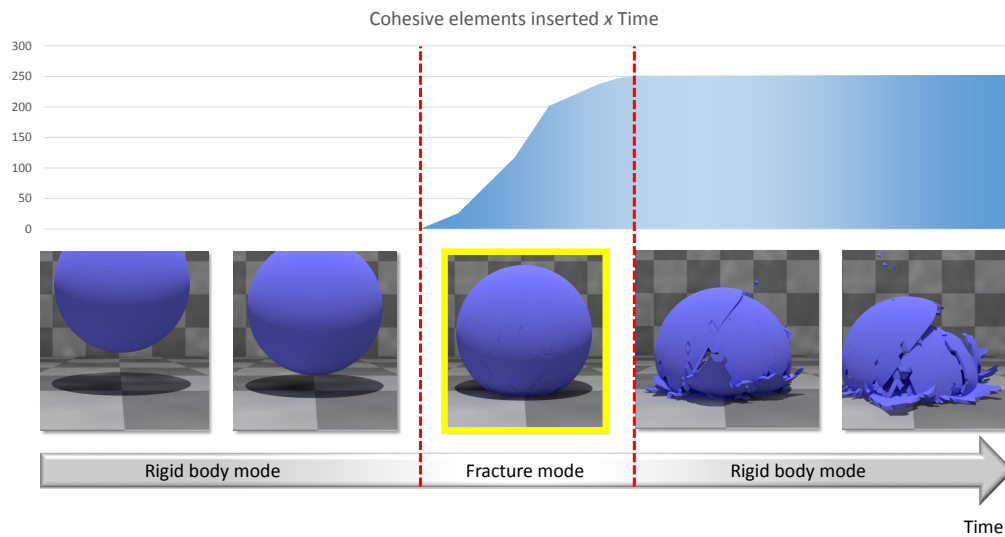 Cohesive elements inserted x Time
300
250
200
150
100
50
0
Rigid body mode
Fracture mode
Rigid body mode
Time